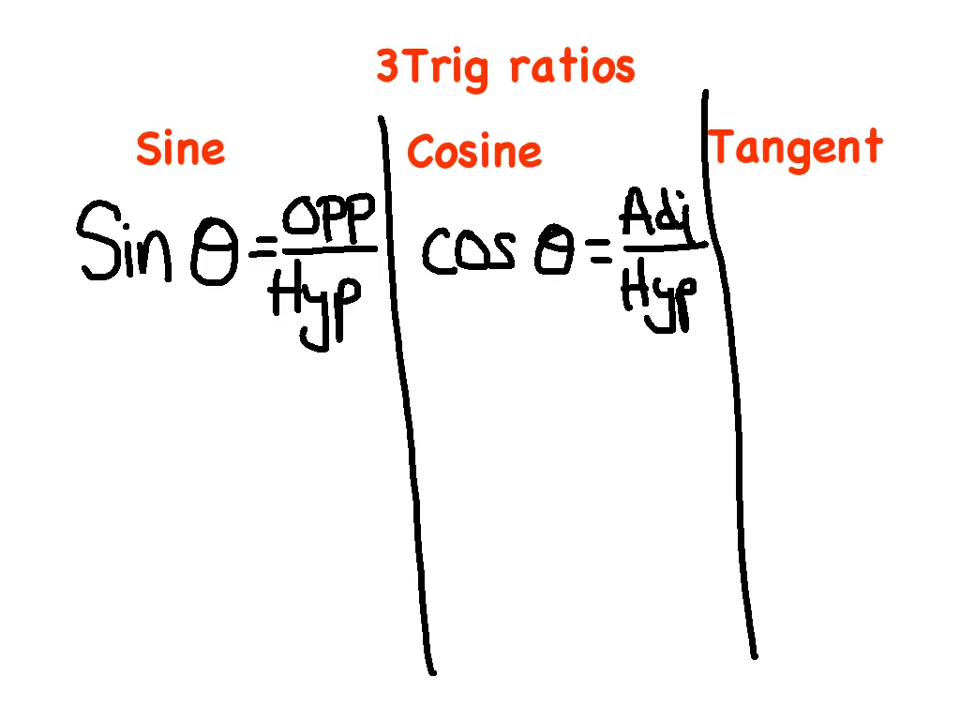 3Trig ratios
Sine
Sin θ = OPP/Hyp
Cosine
cos θ = Adj/Hyp
Tangent